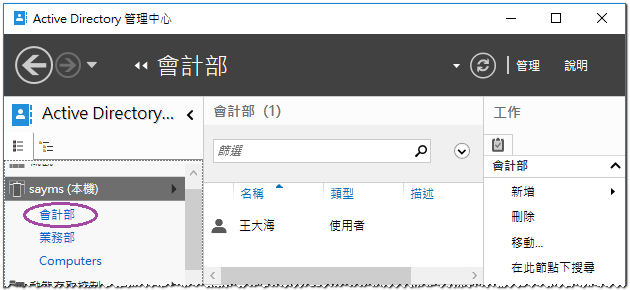 Active Directory 管理中心
會計部
管理
說明
Active Directory...
會計部 (1)
工作
篩選
會計部
sayms (本機)
名稱
類型
描述
新增
會計部
王大海
使用者
刪除
業務部
移動...
Computers
在此節點下搜尋